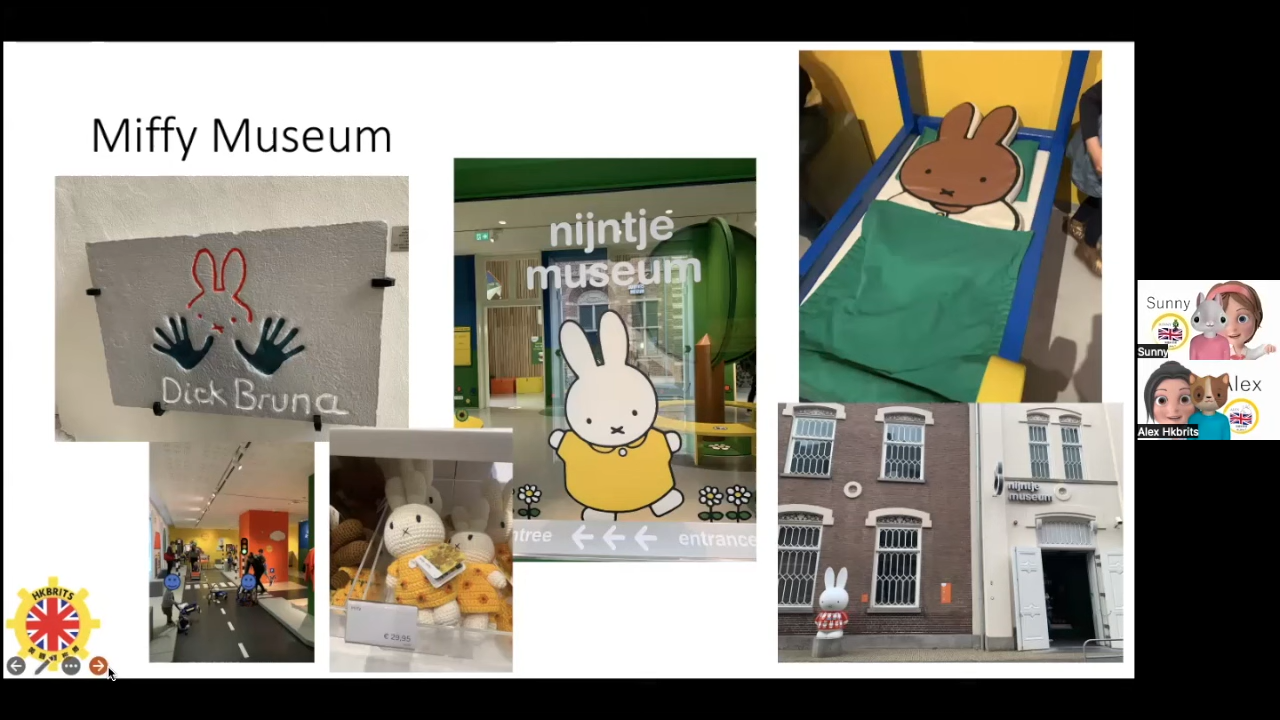 Miffy Museum
Dick Bruna
nijntje
museum
entree
entrance
€ 29,95
nijntje
museum
HKBRITS
Sunny
Sunny
Alex
Alex Hkbrits